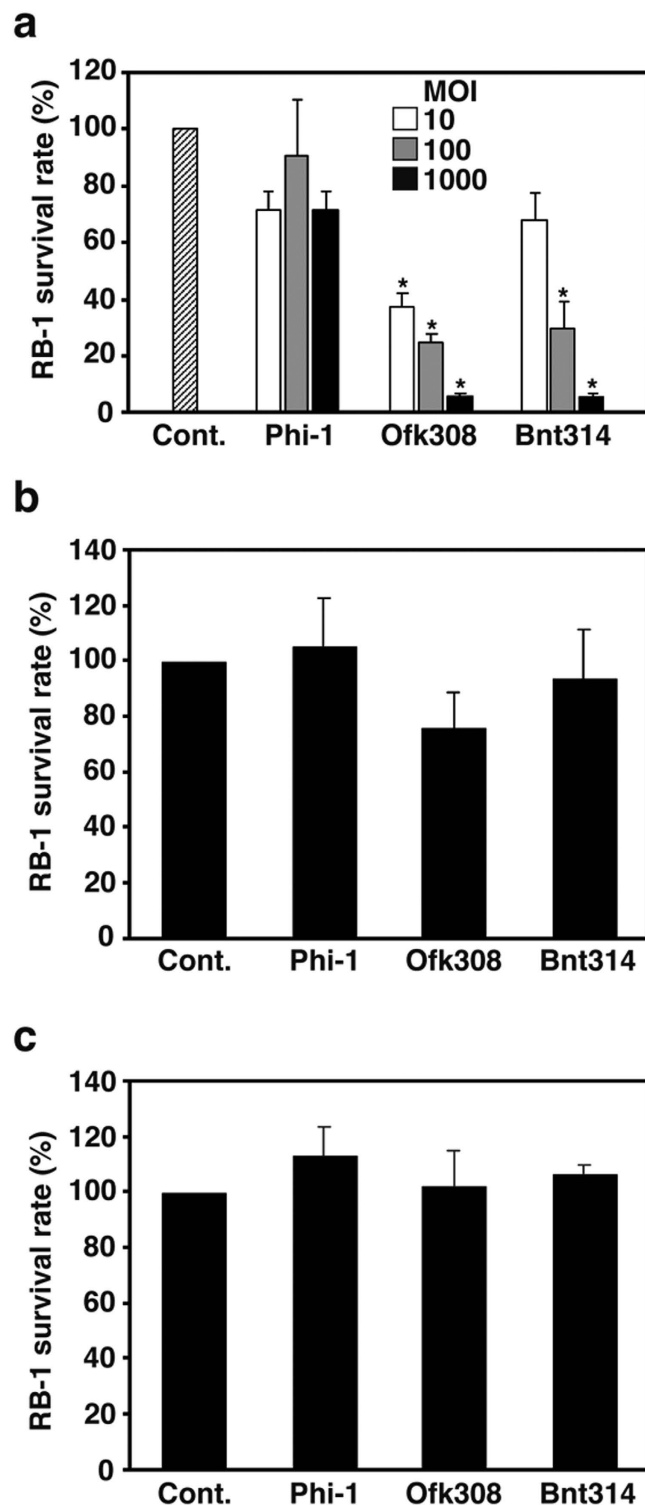 a
RB-1 survival rate (%)
120
100
80
60
40
20
0
MOI
10
100
1000
* * * * *
Cont. Phi-1 Ofk308 Bnt314
b
RB-1 survival rate (%)
140
120
100
80
60
40
20
0
Cont. Phi-1 Ofk308 Bnt314
c
RB-1 survival rate (%)
140
120
100
80
60
40
20
0
Cont. Phi-1 Ofk308 Bnt314